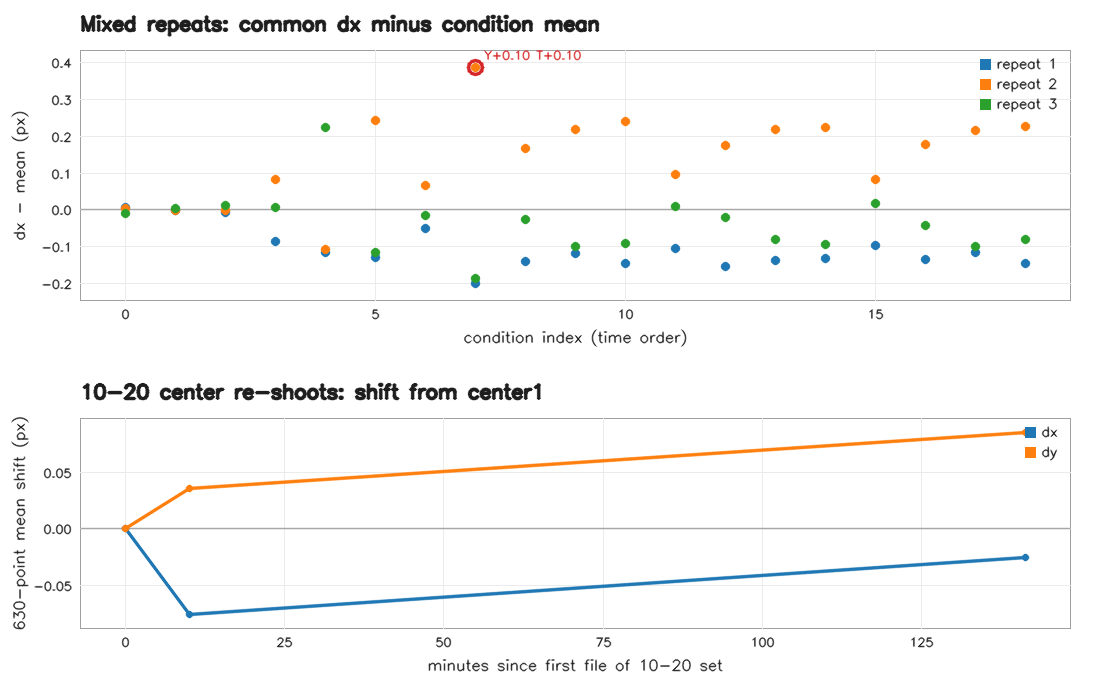 Mixed repeats: common dx minus condition mean
Y+0.10 T+0.10
repeat 1
repeat 2
repeat 3
dx − mean (px)
0.4
0.3
0.2
0.1
0.0
−0.1
−0.2
0 5 10 15
condition index (time order)
10−20 center re−shoots: shift from center1
dx
dy
630−point mean shift (px)
0.05
0.00
−0.05
0 25 50 75 100 125
minutes since first file of 10−20 set